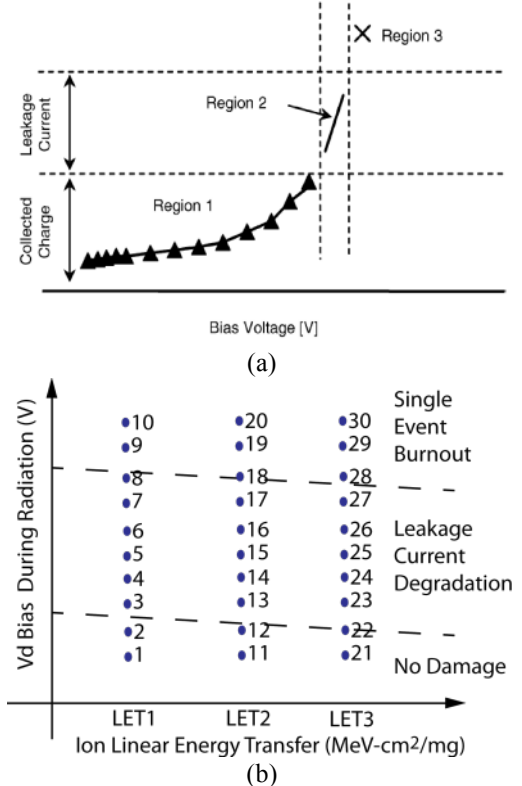 Region 3
Leakage
Current
Region 2
Collected
Charge
Region 1
Bias Voltage [V]
(a)
Vd Bias During Radiation (V)
10 20 30 Single
9 19 29 Event
Burnout
8 18 28
7 17 27
6 16 26 Leakage
5 15 25 Current
4 14 24 Degradation
3 13 23
2 12 22
1 11 21 No Damage
LET1 LET2 LET3
Ion Linear Energy Transfer (MeV-cm²/mg)
(b)